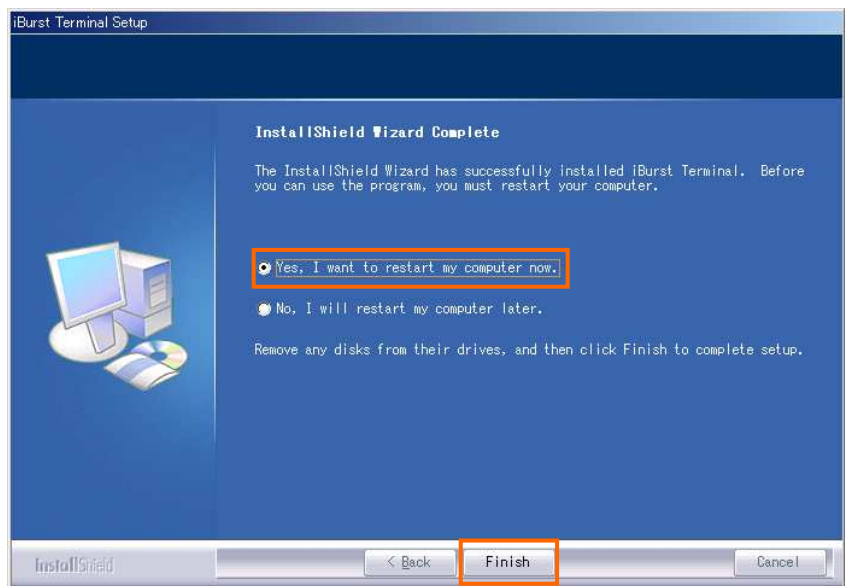 iBurst Terminal Setup
InstallShield Wizard Complete
The InstallShield Wizard has successfully installed iBurst Terminal. Before
you can use the program, you must restart your computer.
Yes, I want to restart my computer now.
No, I will restart my computer later.
Remove any disks from their drives, and then click Finish to complete setup.
InstallShield
< Back
Finish
Cancel